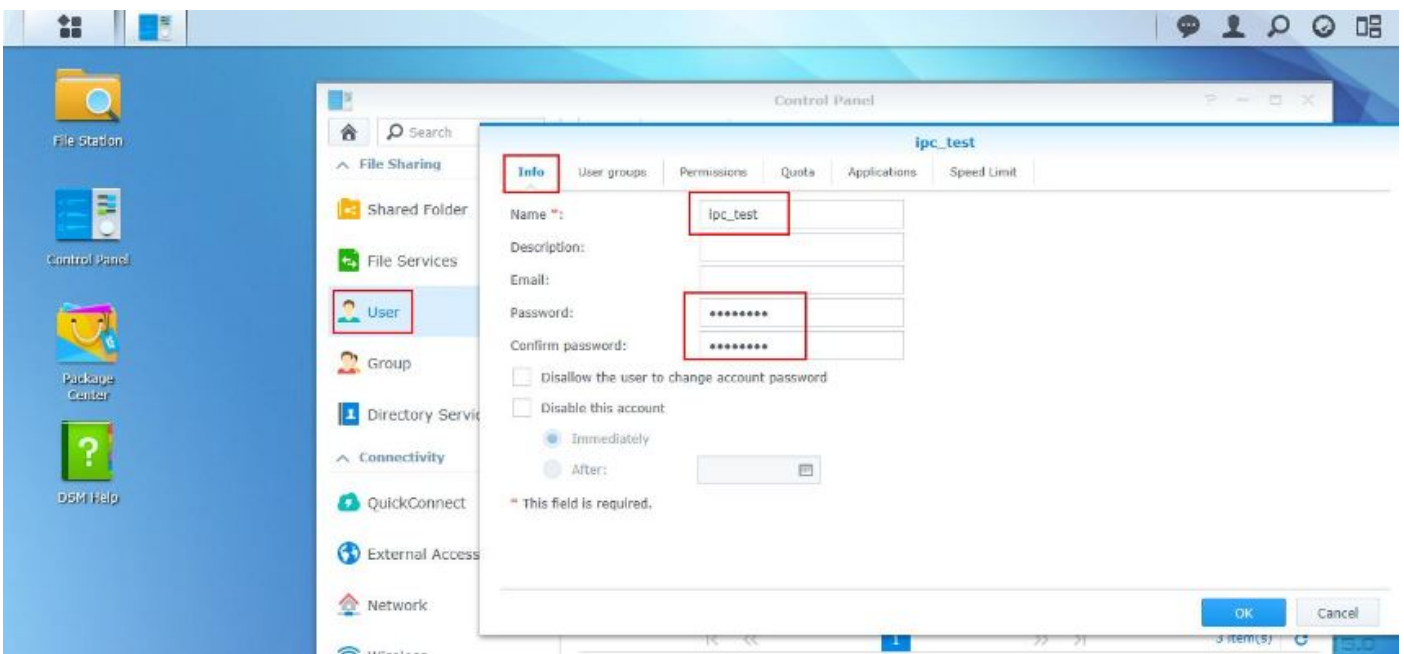 File Station
Control Panel
Package
Center
DSM Help
Control Panel
Search
File Sharing
Shared Folder
File Services
User
Group
Directory Servic
Connectivity
QuickConnect
External Access
Network
Wireless
ipc_test
Info
User groups
Permissions
Quota
Applications
Speed Limit
Name *:
ipc_test
Description:
Email:
Password:
••••••••
Confirm password:
••••••••
Disallow the user to change account password
Disable this account
Immediately
After:
* This field is required.
OK
Cancel
1
3 item(s)